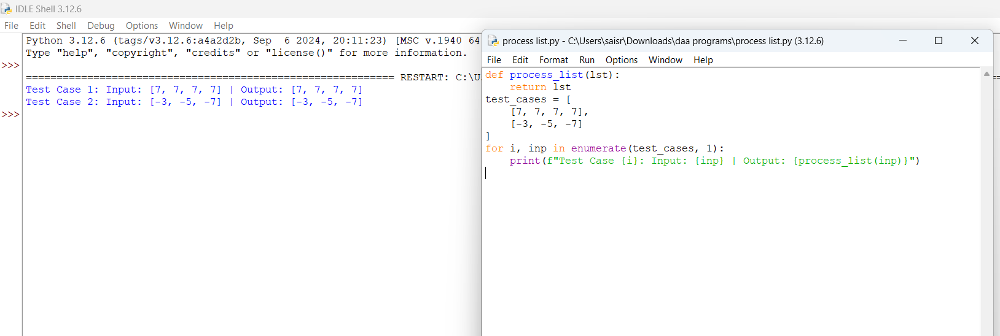 IDLE Shell 3.12.6
File Edit Shell Debug Options Window Help
Python 3.12.6 (tags/v3.12.6:a4a2d2b, Sep  6 2024, 20:11:23) [MSC v.1940 64
Type "help", "copyright", "credits" or "license()" for more information.
>>>
============================================================ RESTART: C:\U
Test Case 1: Input: [7, 7, 7, 7] | Output: [7, 7, 7, 7]
Test Case 2: Input: [-3, -5, -7] | Output: [-3, -5, -7]
>>>
process list.py - C:\Users\saisr\Downloads\daa programs\process list.py (3.12.6)
File Edit Format Run Options Window Help
def process_list(lst):
    return lst
test_cases = [
    [7, 7, 7, 7],
    [-3, -5, -7]
]
for i, inp in enumerate(test_cases, 1):
    print(f"Test Case {i}: Input: {inp} | Output: {process_list(inp)}")